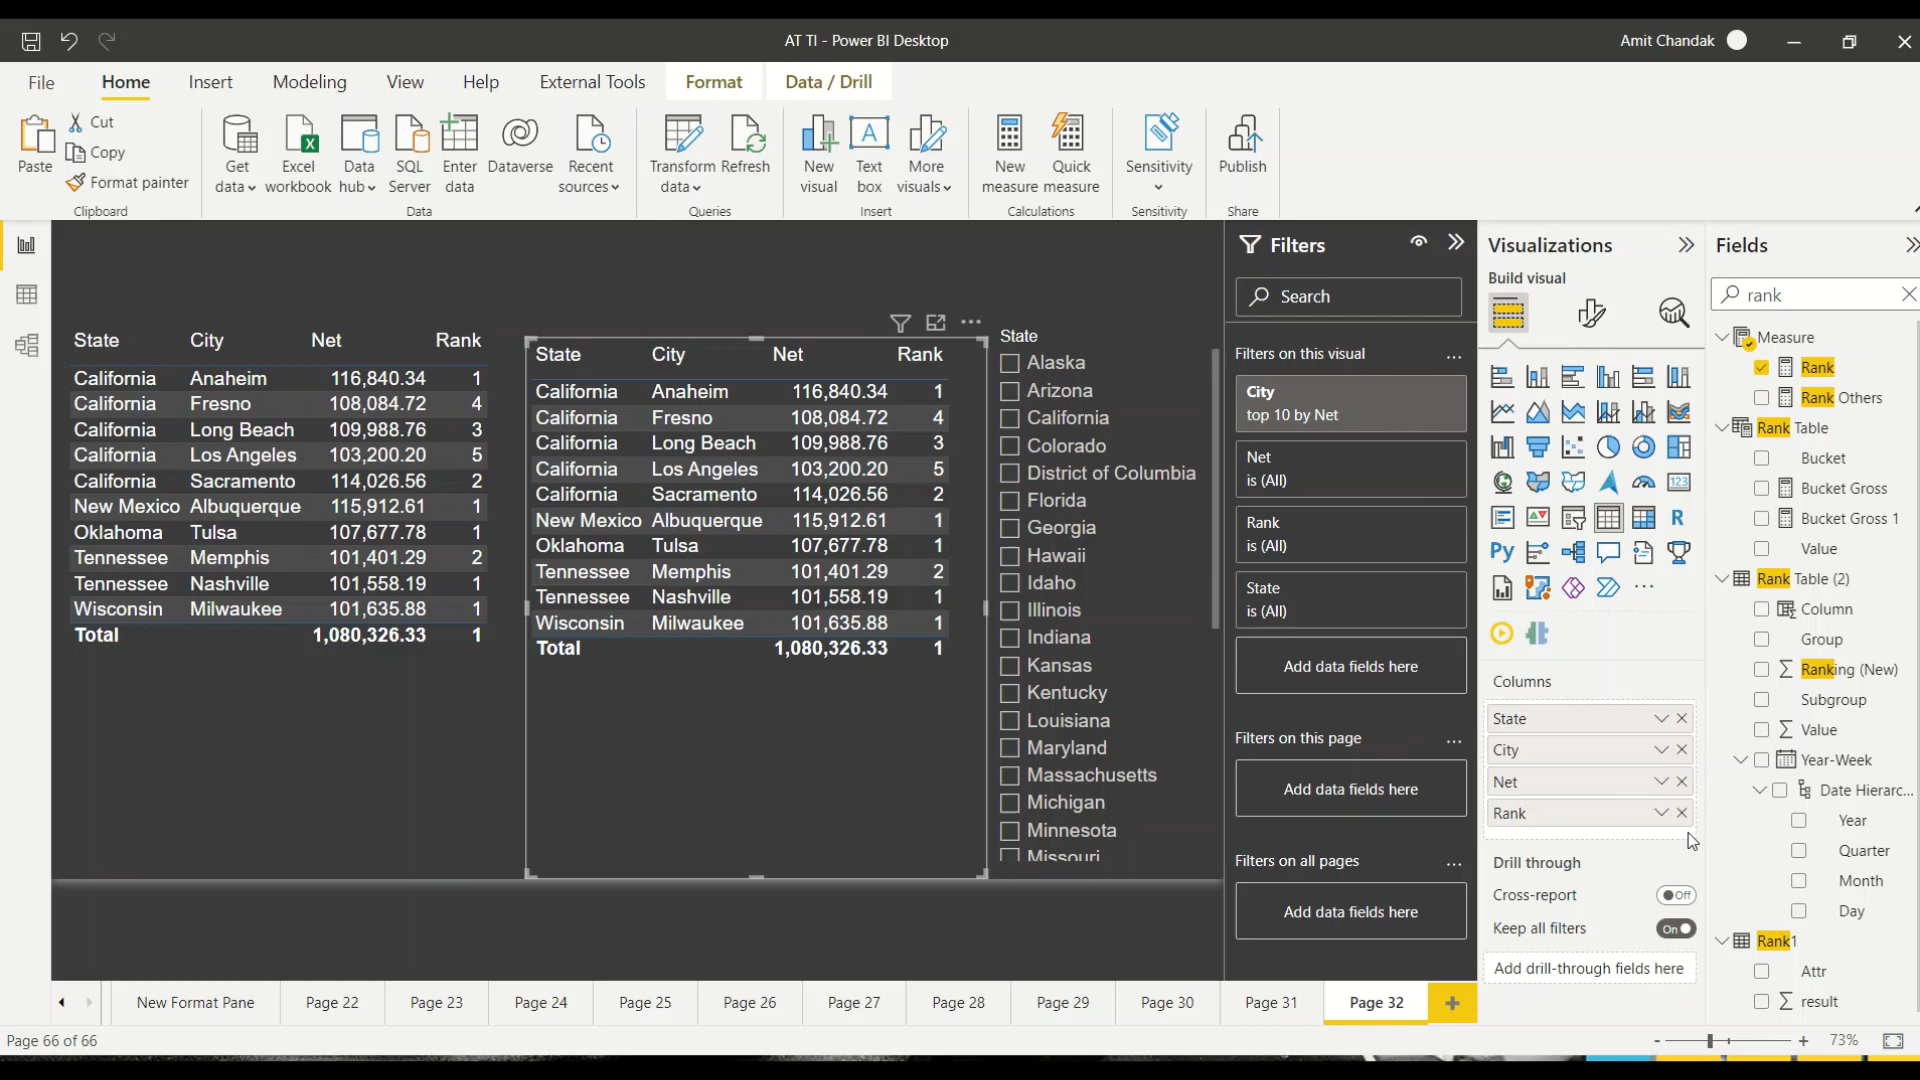 AT TI - Power BI Desktop
Amit Chandak
File Home Insert Modeling View Help External Tools Format Data / Drill
Paste
Cut
Copy
Format painter
Clipboard
Get data
Excel workbook
Data hub
SQL Server
Enter data
Dataverse
Recent sources
Data
Transform data
Refresh
Queries
New visual
Text box
More visuals
Insert
New measure
Quick measure
Calculations
Sensitivity
Sensitivity
Publish
Share
State City Net Rank
California Anaheim 116,840.34 1
California Fresno 108,084.72 4
California Long Beach 109,988.76 3
California Los Angeles 103,200.20 5
California Sacramento 114,026.56 2
New Mexico Albuquerque 115,912.61 1
Oklahoma Tulsa 107,677.78 1
Tennessee Memphis 101,401.29 2
Tennessee Nashville 101,558.19 1
Wisconsin Milwaukee 101,635.88 1
Total 1,080,326.33 1
State City Net Rank
California Anaheim 116,840.34 1
California Fresno 108,084.72 4
California Long Beach 109,988.76 3
California Los Angeles 103,200.20 5
California Sacramento 114,026.56 2
New Mexico Albuquerque 115,912.61 1
Oklahoma Tulsa 107,677.78 1
Tennessee Memphis 101,401.29 2
Tennessee Nashville 101,558.19 1
Wisconsin Milwaukee 101,635.88 1
Total 1,080,326.33 1
State
Alaska
Arizona
California
Colorado
District of Columbia
Florida
Georgia
Hawaii
Idaho
Illinois
Indiana
Kansas
Kentucky
Louisiana
Maryland
Massachusetts
Michigan
Minnesota
Missouri
Filters
Search
Filters on this visual ...
City
top 10 by Net
Net
is (All)
Rank
is (All)
State
is (All)
Add data fields here
Filters on this page ...
Add data fields here
Filters on all pages ...
Add data fields here
Visualizations
Build visual
123
R
Py
...
Columns
State
City
Net
Rank
Drill through
Cross-report Off
Keep all filters On
Add drill-through fields here
Fields
rank
Measure
Rank
Rank Others
Rank Table
Bucket
Bucket Gross
Bucket Gross 1
Value
Rank Table (2)
Column
Group
Ranking (New)
Subgroup
Value
Year-Week
Date Hierarc...
Year
Quarter
Month
Day
Rank1
Attr
result
New Format Pane Page 22 Page 23 Page 24 Page 25 Page 26 Page 27 Page 28 Page 29 Page 30 Page 31 Page 32
Page 66 of 66
- + 73%